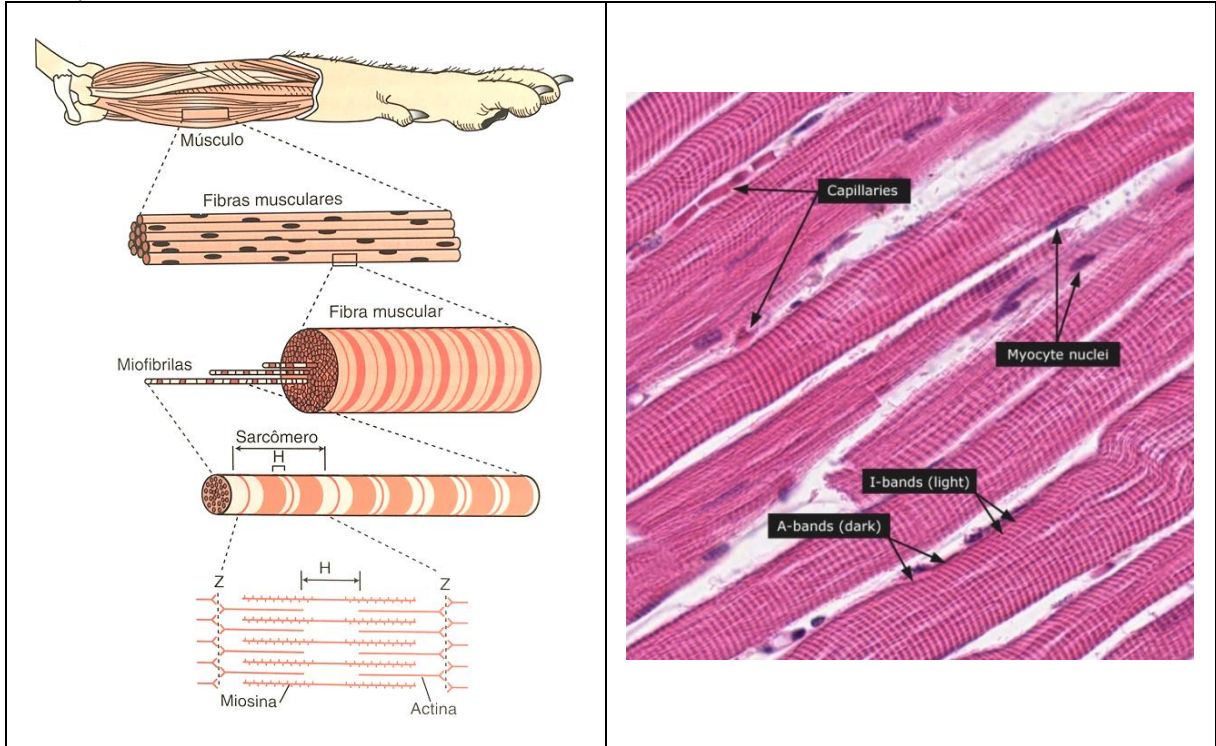 Músculo
Fibras musculares
Fibra muscular
Miofibrilas
Sarcômero
H
H
Z
Z
Miosina
Actina
Capillaries
Myocyte nuclei
I-bands (light)
A-bands (dark)